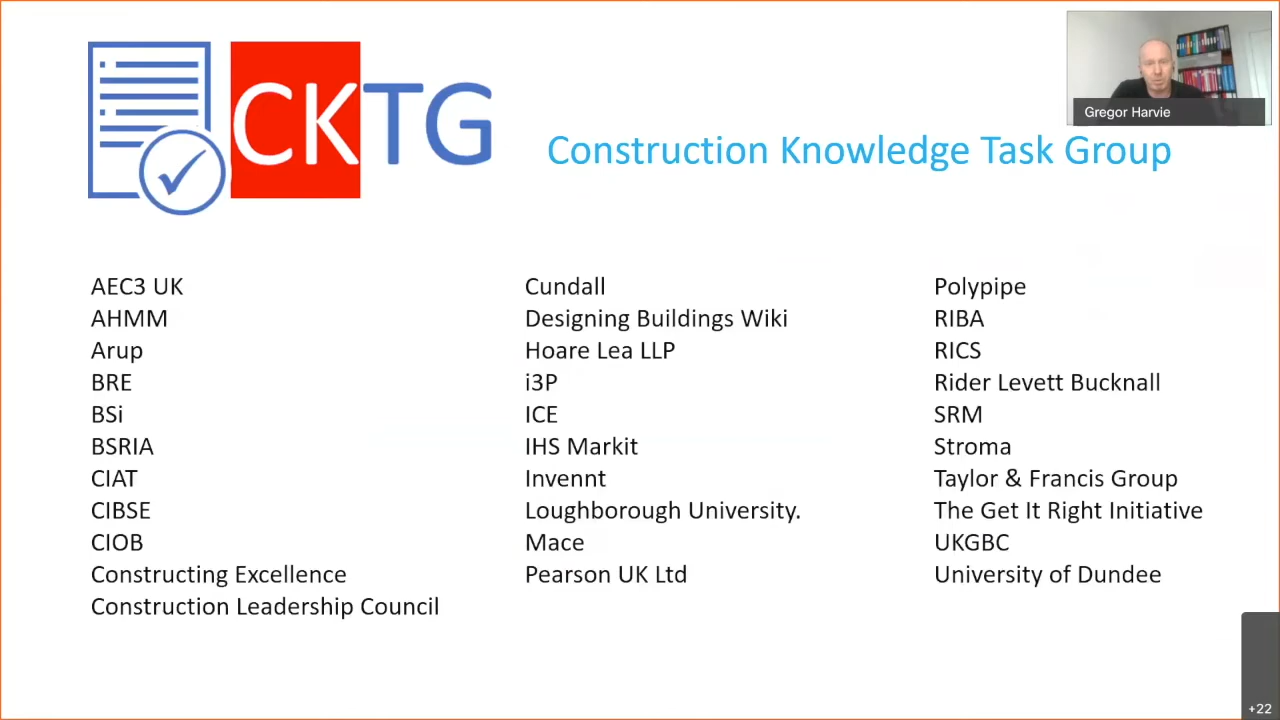 CKTG
Gregor Harvie
Construction Knowledge Task Group
AEC3 UK
AHMM
Arup
BRE
BSi
BSRIA
CIAT
CIBSE
CIOB
Constructing Excellence
Construction Leadership Council
Cundall
Designing Buildings Wiki
Hoare Lea LLP
i3P
ICE
IHS Markit
Invennt
Loughborough University.
Mace
Pearson UK Ltd
Polypipe
RIBA
RICS
Rider Levett Bucknall
SRM
Stroma
Taylor & Francis Group
The Get It Right Initiative
UKGBC
University of Dundee
+22